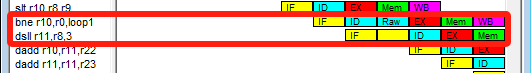 slt r10,r8,r9 IF ID EX Mem WB
bne r10,r0,loop1 IF ID Raw EX Mem WB
dsll r11,r8,3 IF ID EX Mem
dadd r10,r11,r22 IF ID EX
dadd r11,r11,r23 IF ID